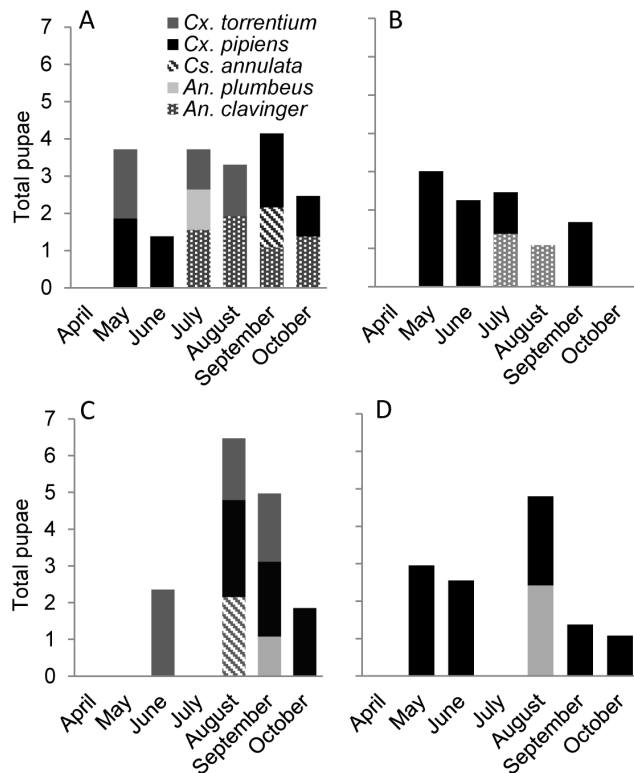 A
Cx. torrentium
Cx. pipiens
Cs. annulata
An. plumbeus
An. clavinger
B
Total pupae
7
6
5
4
3
2
1
0
April
May
June
July
August
September
October
April
May
June
July
August
September
October
C
D
Total pupae
7
6
5
4
3
2
1
0
April
May
June
July
August
September
October
April
May
June
July
August
September
October